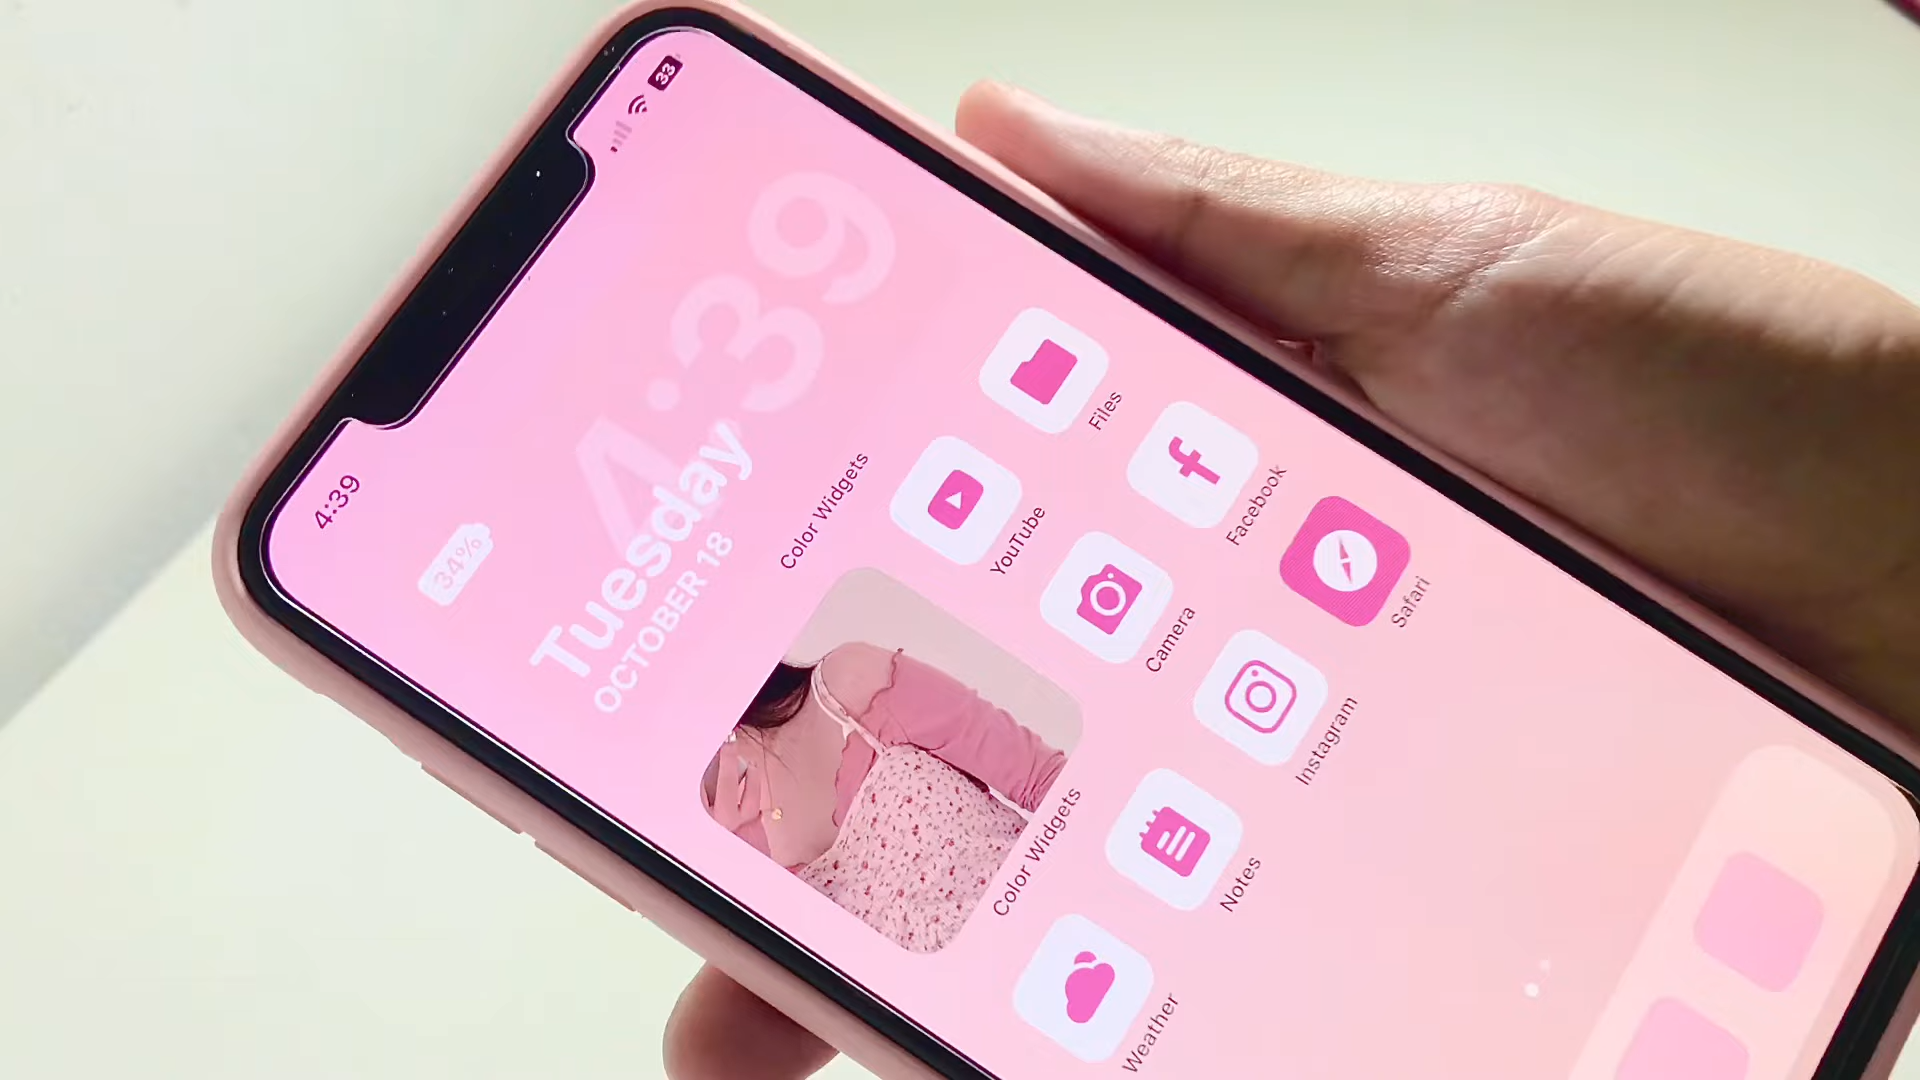 4:39
33
34%
4:39
Tuesday
OCTOBER 18
Color Widgets
YouTube
Files
Color Widgets
Camera
Facebook
Weather
Notes
Instagram
Safari